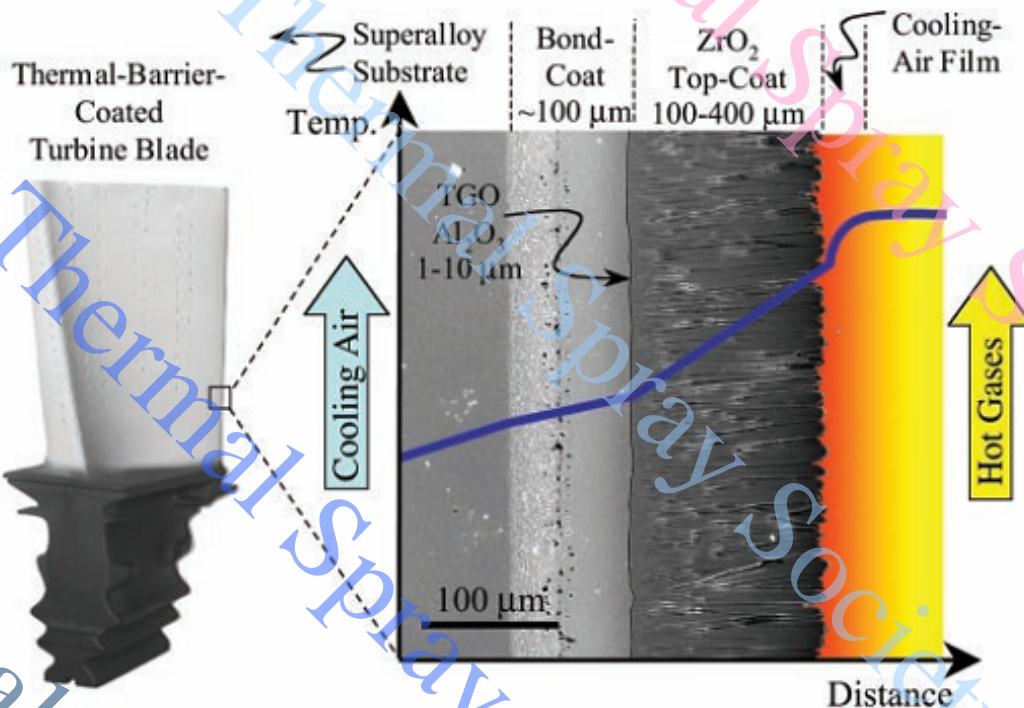 Thermal-Barrier-
Coated
Turbine Blade
Superalloy
Substrate
Bond-
Coat
~100 µm
ZrO₂
Top-Coat
100-400 µm
Cooling-
Air Film
Temp.
TGO
Al₂O₃
1-10 µm
Cooling Air
Hot Gases
100 µm
Distance
Thermal Spray Society
Thermal Spray
Spray S
al